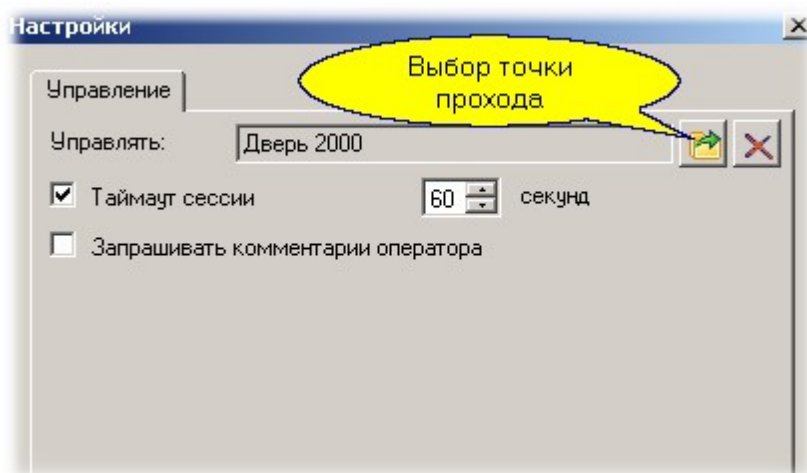 Настройки
Выбор точки
прохода
Управление
Управлять:
Дверь 2000
Таймаут сессии
60
секунд
Запрашивать комментарии оператора